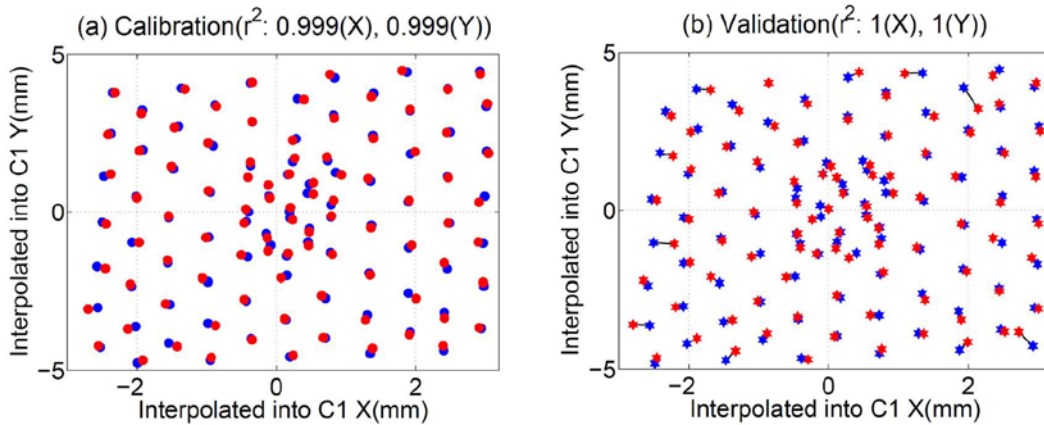 (a) Calibration(r²: 0.999(X), 0.999(Y))
Interpolated into C1 Y(mm)
5
0
−5
−2
0
2
Interpolated into C1 X(mm)
(b) Validation(r²: 1(X), 1(Y))
Interpolated into C1 Y(mm)
5
0
−5
−2
0
2
Interpolated into C1 X(mm)